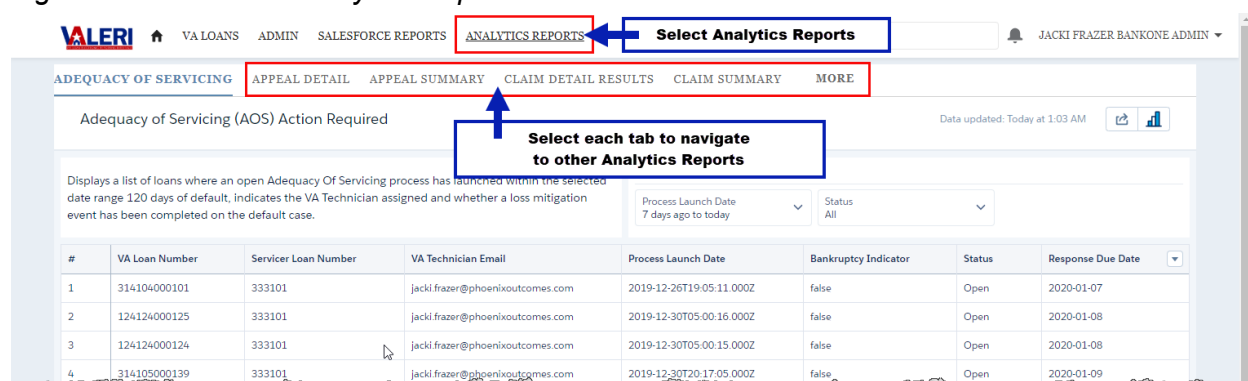 VALERI VA LOANS ADMIN SALESFORCE REPORTS ANALYTICS REPORTS Select Analytics Reports JACKI FRAZER BANKONE ADMIN
ADEQUACY OF SERVICING APPEAL DETAIL APPEAL SUMMARY CLAIM DETAIL RESULTS CLAIM SUMMARY MORE
Adequacy of Servicing (AOS) Action Required
Data updated: Today at 1:03 AM
Select each tab to navigate
to other Analytics Reports
Displays a list of loans where an open Adequacy Of Servicing process has launched within the selected
date range 120 days of default, indicates the VA Technician assigned and whether a loss mitigation
event has been completed on the default case.
Process Launch Date
7 days ago to today
Status
All
# VA Loan Number Servicer Loan Number VA Technician Email Process Launch Date Bankruptcy Indicator Status Response Due Date
1 314104000101 333101 jacki.frazer@phoenixoutcomes.com 2019-12-26T19:05:11.000Z false Open 2020-01-07
2 124124000125 333101 jacki.frazer@phoenixoutcomes.com 2019-12-30T05:00:16.000Z false Open 2020-01-08
3 124124000124 333101 jacki.frazer@phoenixoutcomes.com 2019-12-30T05:00:15.000Z false Open 2020-01-08
4 314105000139 333101 jacki.frazer@phoenixoutcomes.com 2019-12-30T20:17:05.000Z false Open 2020-01-09